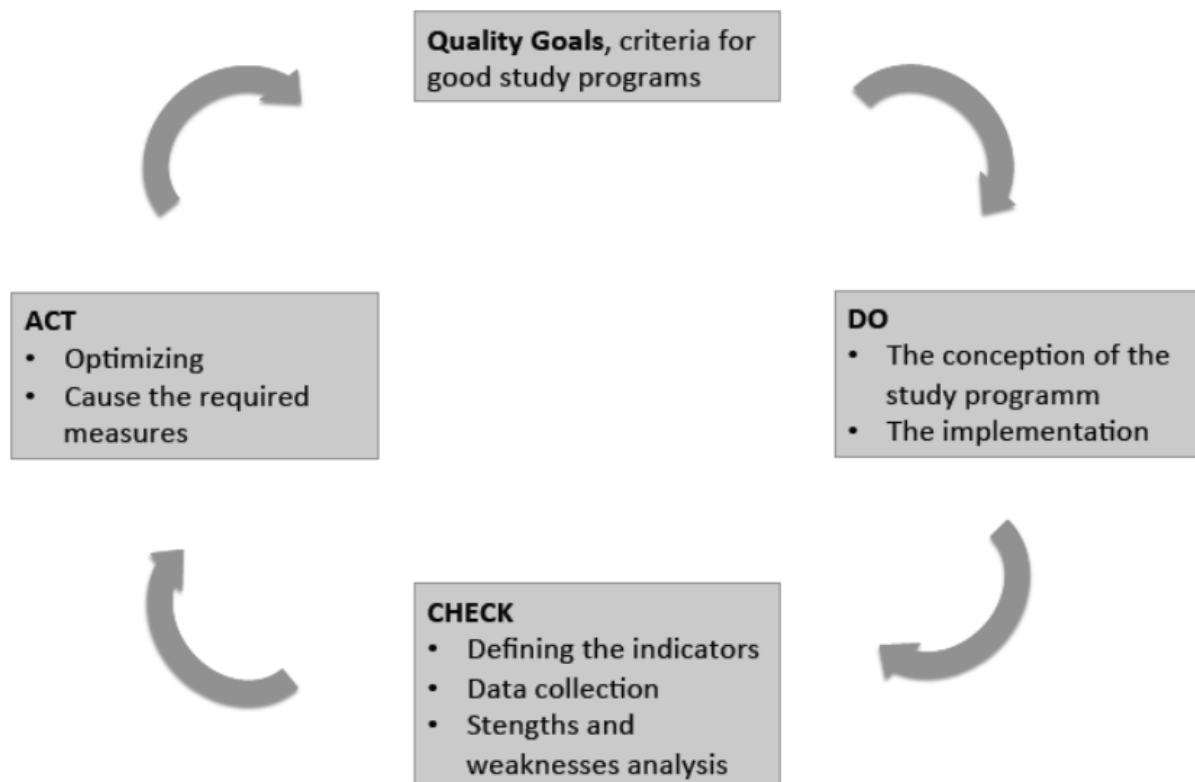 Quality Goals, criteria for
good study programs
ACT
• Optimizing
• Cause the required
measures
DO
• The conception of the
study programm
• The implementation
CHECK
• Defining the indicators
• Data collection
• Stengths and
weaknesses analysis